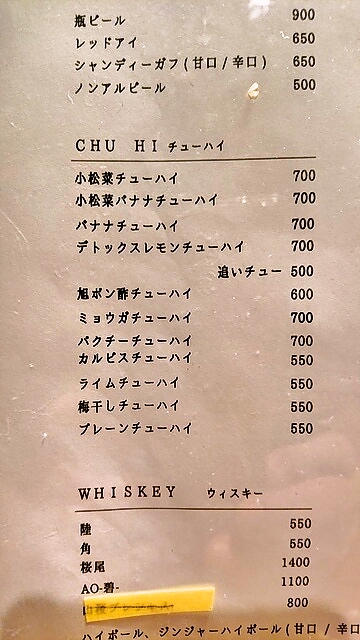 瓶ビール 900
レッドアイ 650
シャンディーガフ(甘口/辛口) 650
ノンアルビール 500
CHU HI チューハイ
小松菜チューハイ 700
小松菜バナナチューハイ 700
バナナチューハイ 700
デトックスレモンチューハイ 700
追いチュー 500
旭ポン酢チューハイ 600
ミョウガチューハイ 700
パクチーチューハイ 700
カルピスチューハイ 550
ライムチューハイ 550
梅干しチューハイ 550
プレーンチューハイ 550
WHISKEY ウィスキー
陸 550
角 550
桜尾 1400
AO-碧- 1100
800
ハイボール、ジンジャーハイボール(甘口/辛口